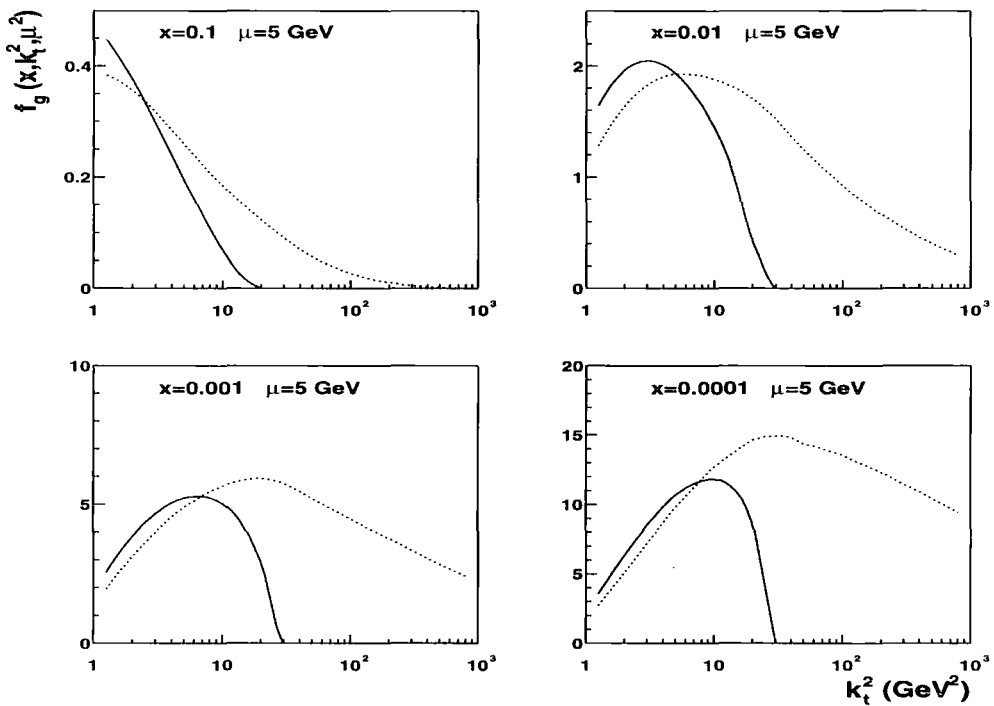 f_g (x,k_t^2,μ^2)
x=0.1 μ=5 GeV
0.4
0.2
0
1 10 10^2 10^3
x=0.01 μ=5 GeV
2
1
0
1 10 10^2 10^3
x=0.001 μ=5 GeV
10
5
0
1 10 10^2 10^3
x=0.0001 μ=5 GeV
20
15
10
5
0
1 10 10^2 10^3
k_t^2 (GeV^2)